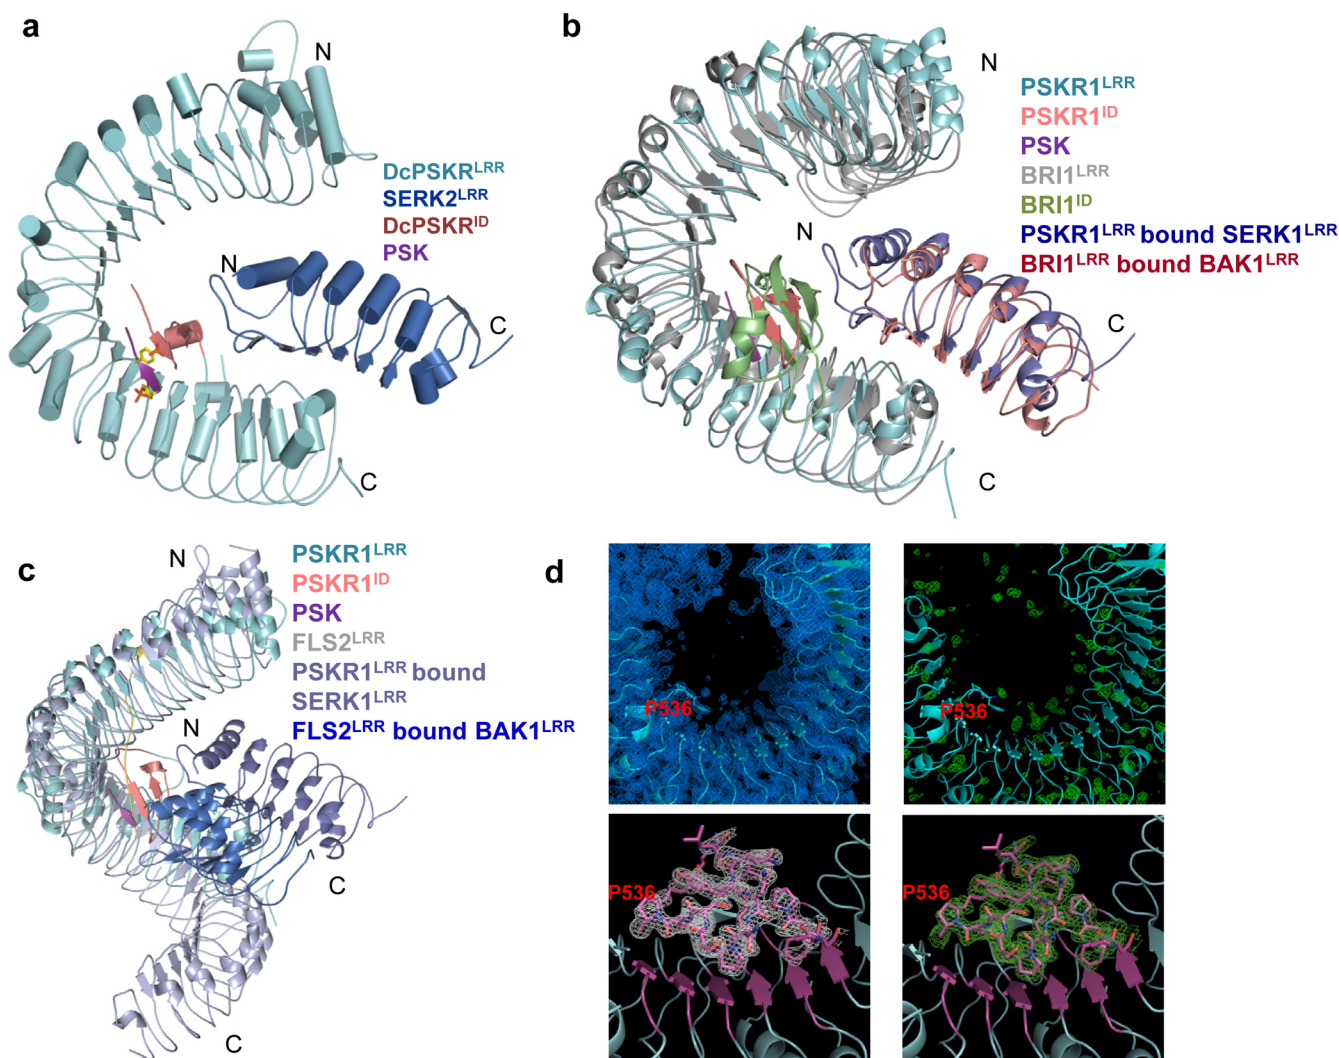 a
N
DcPSKR^LRR
SERK2^LRR
DcPSKR^ID
PSK
N
C
C
b
N
PSKR1^LRR
PSKR1^ID
PSK
BRI1^LRR
BRI1^ID
PSKR1^LRR bound SERK1^LRR
BRI1^LRR bound BAK1^LRR
N
C
C
c
N
PSKR1^LRR
PSKR1^ID
PSK
FLS2^LRR
PSKR1^LRR bound
SERK1^LRR
FLS2^LRR bound BAK1^LRR
N
C
C
d
P536
P536
P536
P536